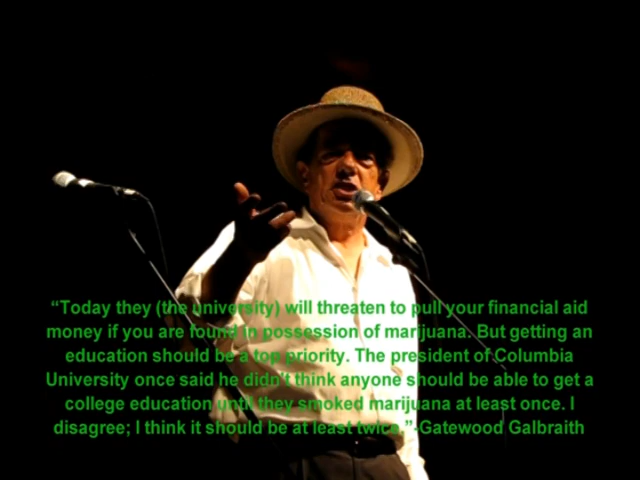 “Today they (the university) will threaten to pull your financial aid
money if you are found in possession of marijuana. But getting an
education should be a top priority. The president of Columbia
University once said he didn't think anyone should be able to get a
college education until they smoked marijuana at least once. I
disagree; I think it should be at least twice.”-Gatewood Galbraith